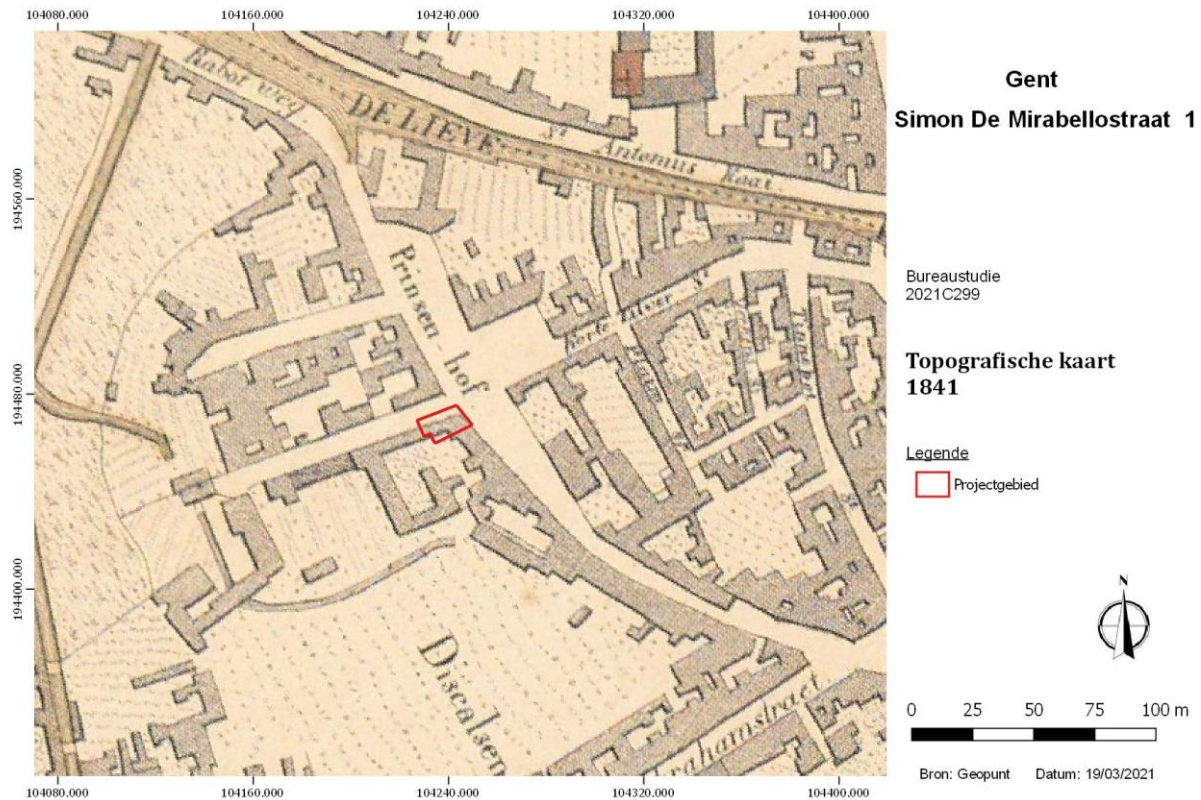 104080.000 104160.000 104240.000 104320.000 104400.000
194560.000
194480.000
194400.000
Rabot weg
DE LIEVE
St Antonius Kaai
Prinsen-hof
Discalsen
Gent
Simon De Mirabellostraat 1
Bureaustudie
2021C299
Topografische kaart
1841
Legende
Projectgebied
N
0 25 50 75 100 m
Bron: Geopunt Datum: 19/03/2021
104080.000 104160.000 104240.000 104320.000 104400.000